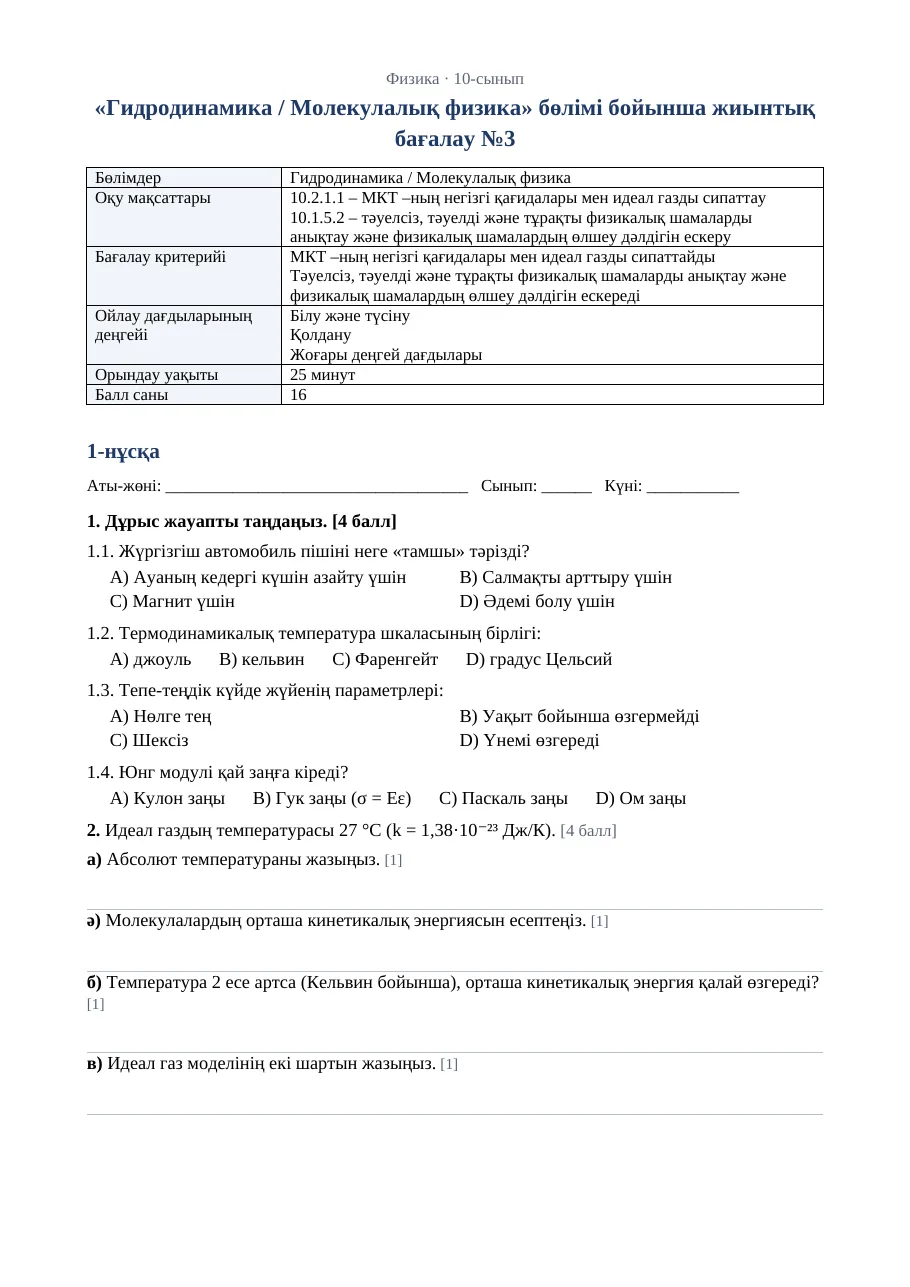 Физика · 10-сынып
«Гидродинамика / Молекулалық физика» бөлімі бойынша жиынтық
бағалау №3
Бөлімдер Гидродинамика / Молекулалық физика
Оқу мақсаттары 10.2.1.1 – МКТ –ның негізгі қағидалары мен идеал газды сипаттау
10.1.5.2 – тәуелсіз, тәуелді және тұрақты физикалық шамаларды
анықтау және физикалық шамалардың өлшеу дәлдігін ескеру
Бағалау критерийі МКТ –ның негізгі қағидалары мен идеал газды сипаттайды
Тәуелсіз, тәуелді және тұрақты физикалық шамаларды анықтау және
физикалық шамалардың өлшеу дәлдігін ескереді
Ойлау дағдыларының Білу және түсіну
деңгейі Қолдану
Жоғары деңгей дағдылары
Орындау уақыты 25 минут
Балл саны 16
1-нұсқа
Аты-жөні: ____________________________________ Сынып: ______ Күні: ___________
1. Дұрыс жауапты таңдаңыз. [4 балл]
1.1. Жүргізгіш автомобиль пішіні неге «тамшы» тәрізді?
A) Ауаның кедергі күшін азайту үшін B) Салмақты арттыру үшін
C) Магнит үшін D) Әдемі болу үшін
1.2. Термодинамикалық температура шкаласының бірлігі:
A) джоуль B) кельвин C) Фаренгейт D) градус Цельсий
1.3. Тепе-теңдік күйде жүйенің параметрлері:
A) Нөлге тең B) Уақыт бойынша өзгермейді
C) Шексіз D) Үнемі өзгереді
1.4. Юнг модулі қай заңға кіреді?
A) Кулон заңы B) Гук заңы (σ = Eε) C) Паскаль заңы D) Ом заңы
2. Идеал газдың температурасы 27 °C (k = 1,38·10⁻²³ Дж/К). [4 балл]
а) Абсолют температураны жазыңыз. [1]
ә) Молекулалардың орташа кинетикалық энергиясын есептеңіз. [1]
б) Температура 2 есе артса (Кельвин бойынша), орташа кинетикалық энергия қалай өзгереді?
[1]
в) Идеал газ моделінің екі шартын жазыңыз. [1]